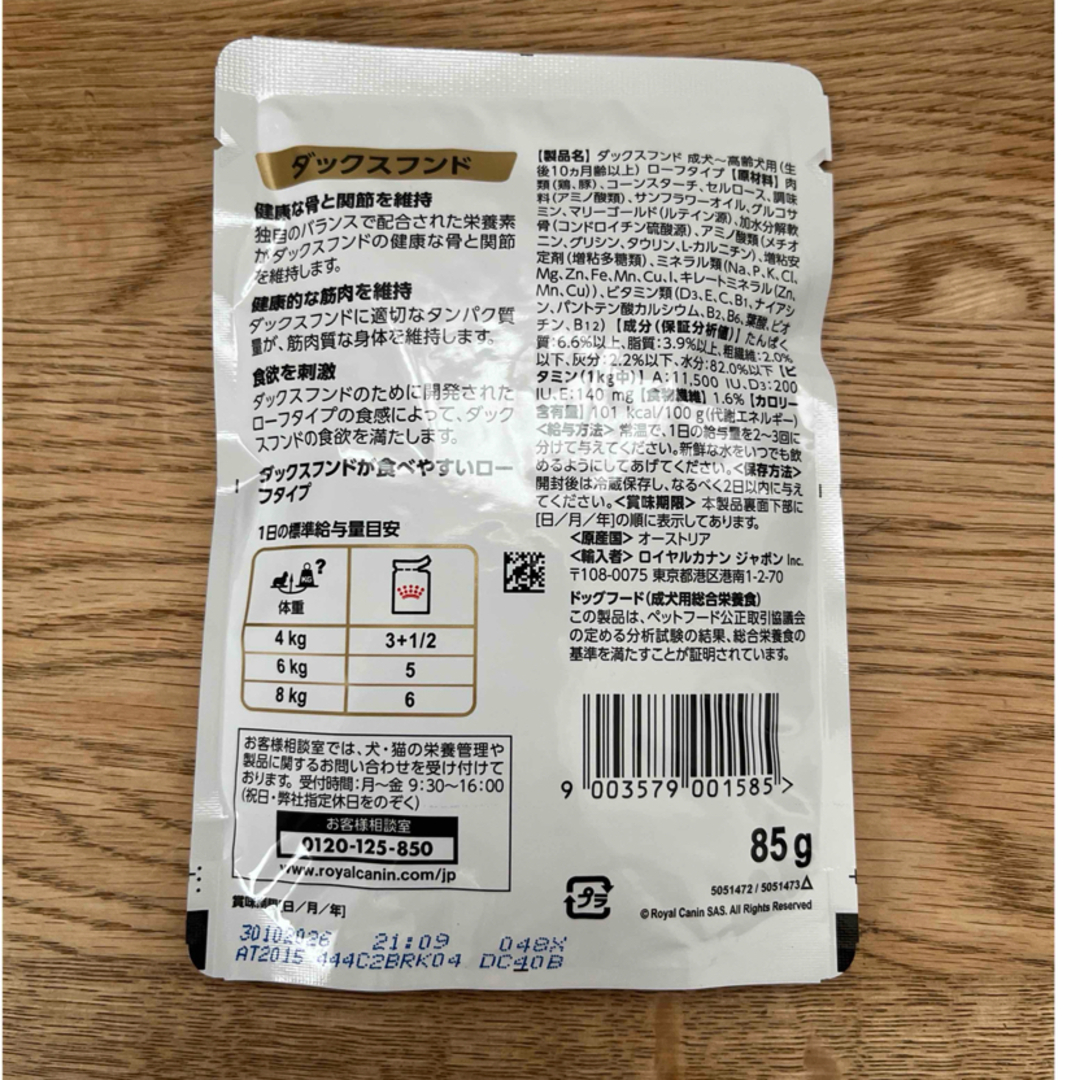 ダックスフンド
健康な骨と関節を維持
独自のバランスで配合された栄養素
がダックスフンドの健康な骨と関節
を維持します。
健康的な筋肉を維持
ダックスフンドに適切なタンパク質
量が、筋肉質な身体を維持します。
食欲を刺激
ダックスフンドのために開発された
ローフタイプの食感によって、ダック
スフンドの食欲を満たします。
ダックスフンドが食べやすいロー
フタイプ
1日の標準給与量目安
?
KG
体重
4 kg 3+1/2
6 kg 5
8 kg 6
お客様相談室では、犬・猫の栄養管理や
製品に関するお問い合わせを受け付けて
おります。受付時間:月〜金 9:30〜16:00
(祝日・弊社指定休日をのぞく)
お客様相談室
0120-125-850
www.royalcanin.com/jp
賞味期限[日/月/年]
30102026 21:09 048X
AT2015 444C2BRK04 DC40B
【製品名】 ダックスフンド 成犬〜高齢犬用(生
後10ヵ月齢以上) ローフタイプ【原材料】肉
類(鶏、豚)、コーンスターチ、セルロース、調味
料(アミノ酸類)、サンフラワーオイル、グルコサ
ミン、マリーゴールド(ルテイン源)、加水分解軟
骨(コンドロイチン硫酸源)、アミノ酸類(メチオ
ニン、グリシン、タウリン、L-カルニチン)、増粘安
定剤(増粘多糖類)、ミネラル類(Na、P、K、Cl、
Mg、Zn、Fe、Mn、Cu、I、キレートミネラル(Zn、
Mn、Cu))、ビタミン類(D3、E、C、B1、ナイアシ
ン、パントテン酸カルシウム、B2、B6、葉酸、ビオ
チン、B12)【成分(保証分析値)】たんぱく
質:6.6%以上、脂質:3.9%以上、粗繊維:2.0%
以下、灰分:2.2%以下、水分:82.0%以下【ビ
タミン(1kg中)】A:11,500 IU、D3:200
IU、E:140 mg【食物繊維】1.6%【カロリー
含有量】101 kcal/100 g(代謝エネルギー)
<給与方法> 常温で、1日の給与量を2〜3回に
分けて与えてください。新鮮な水をいつでも飲
めるようにしてあげてください。<保存方法>
開封後は冷蔵保存し、なるべく2日以内に与え
てください。<賞味期限> 本製品裏面下部に
[日/月/年]の順に表示してあります。
<原産国> オーストリア
<輸入者> ロイヤルカナン ジャポン Inc.
〒108-0075 東京都港区港南1-2-70
ドッグフード(成犬用総合栄養食)
この製品は、ペットフード公正取引協議会
の定める分析試験の結果、総合栄養食の
基準を満たすことが証明されています。
9 003579 001585 >
85g
プラ
5051472 / 5051473
© Royal Canin SAS. All Rights Reserved